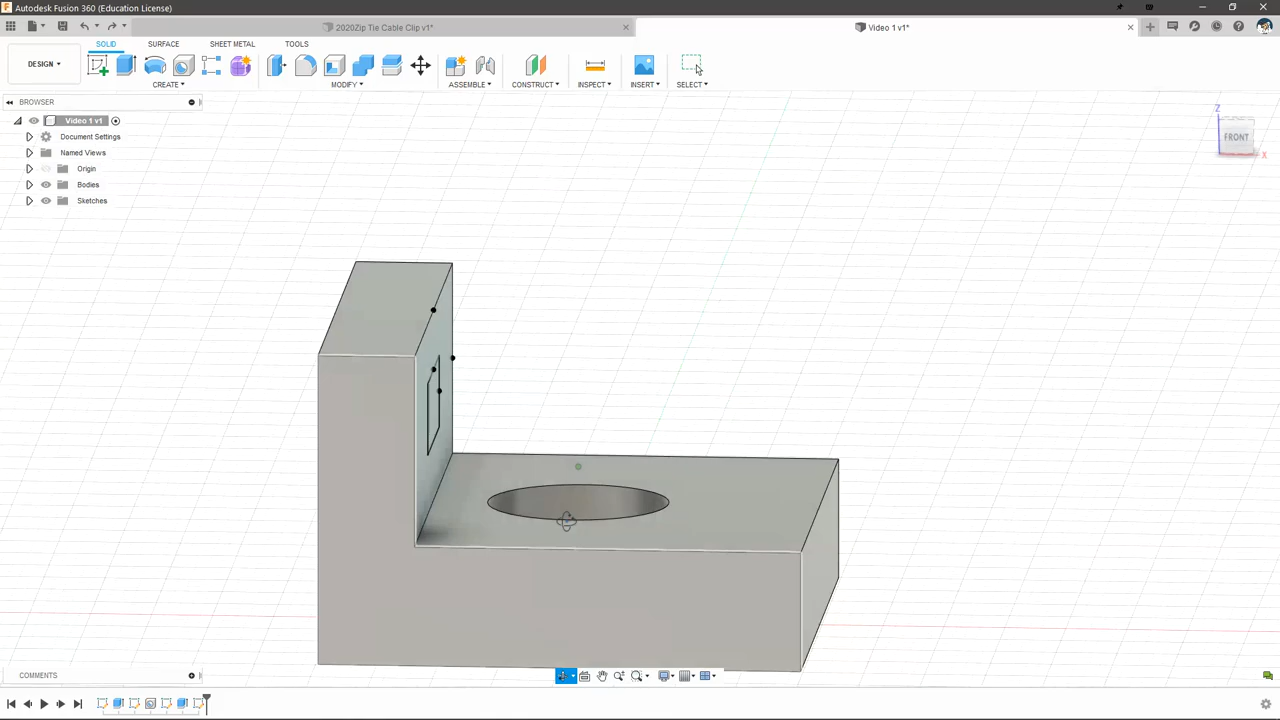 Autodesk Fusion 360 (Education License)
2020Zip Tie Cable Clip v1*
Video 1 v1*
SOLID
SURFACE
SHEET METAL
TOOLS
DESIGN
CREATE
MODIFY
ASSEMBLE
CONSTRUCT
INSPECT
INSERT
SELECT
BROWSER
Video 1 v1
Document Settings
Named Views
Origin
Bodies
Sketches
Z
FRONT
X
COMMENTS